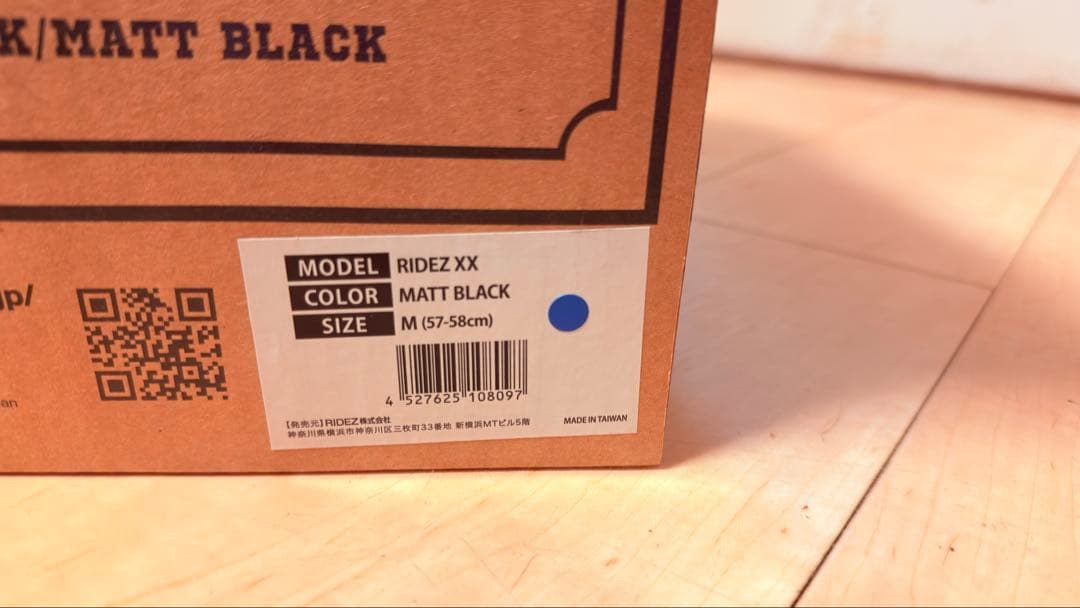 K/MATT BLACK
MODEL RIDEZ XX
COLOR MATT BLACK
SIZE M (57-58cm)
jp/
4 527625 108097
an
【発売元】RIDEZ株式会社
神奈川県横浜市神奈川区三枚町33番地 新横浜MTビル5階
MADE IN TAIWAN